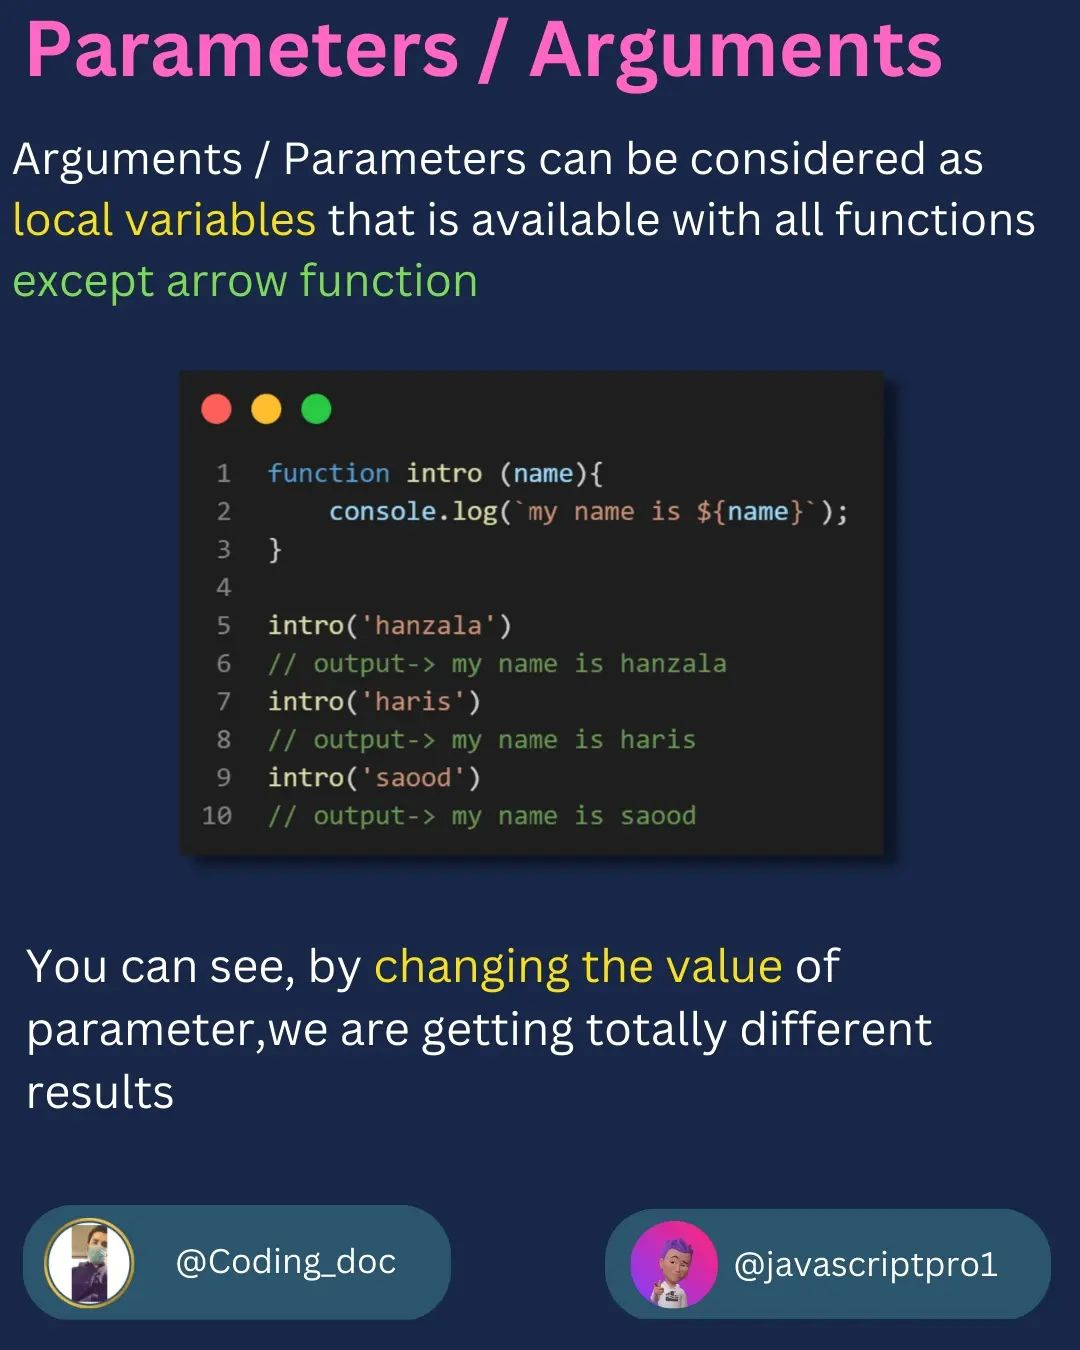 Parameters / Arguments
Arguments / Parameters can be considered as
local variables that is available with all functions
except arrow function
1 function intro (name){
2     console.log(`my name is ${name}`);
3 }
4
5 intro('hanzala')
6 // output-> my name is hanzala
7 intro('haris')
8 // output-> my name is haris
9 intro('saood')
10 // output-> my name is saood
You can see, by changing the value of
parameter,we are getting totally different
results
@Coding_doc
@javascriptpro1